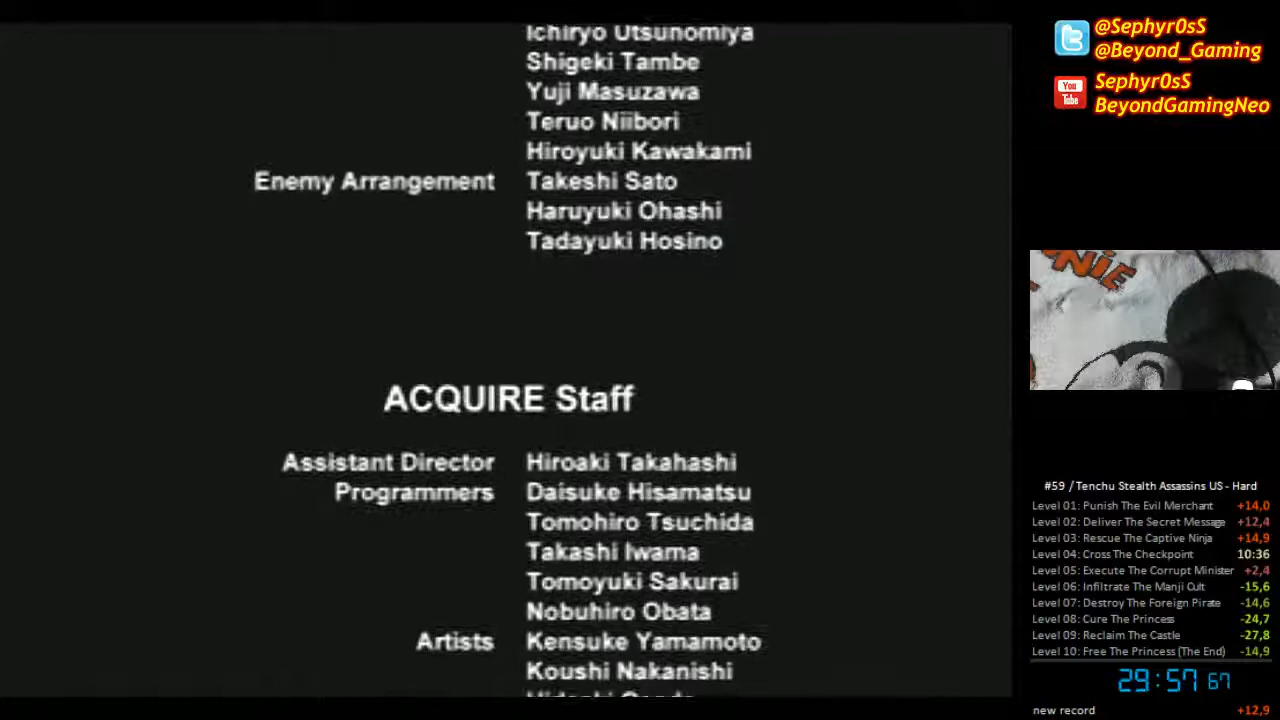 Ichiryo Utsunomiya
Shigeki Tambe
Yuji Masuzawa
Teruo Niibori
Hiroyuki Kawakami
Enemy Arrangement Takeshi Sato
Haruyuki Ohashi
Tadayuki Hosino
ACQUIRE Staff
Assistant Director Hiroaki Takahashi
Programmers Daisuke Hisamatsu
Tomohiro Tsuchida
Takashi Iwama
Tomoyuki Sakurai
Nobuhiro Obata
Artists Kensuke Yamamoto
Koushi Nakanishi
@Sephyr0sS
@Beyond_Gaming
You Tube
Sephyr0sS
BeyondGamingNeo
#59 / Tenchu Stealth Assassins US - Hard
Level 01: Punish The Evil Merchant +14,0
Level 02: Deliver The Secret Message +12,4
Level 03: Rescue The Captive Ninja +14,9
Level 04: Cross The Checkpoint 10:36
Level 05: Execute The Corrupt Minister +2,4
Level 06: Infiltrate The Manji Cult -15,6
Level 07: Destroy The Foreign Pirate -14,6
Level 08: Cure The Princess -24,7
Level 09: Reclaim The Castle -27,8
Level 10: Free The Princess (The End) -14,9
29:57 67
new record +12,9